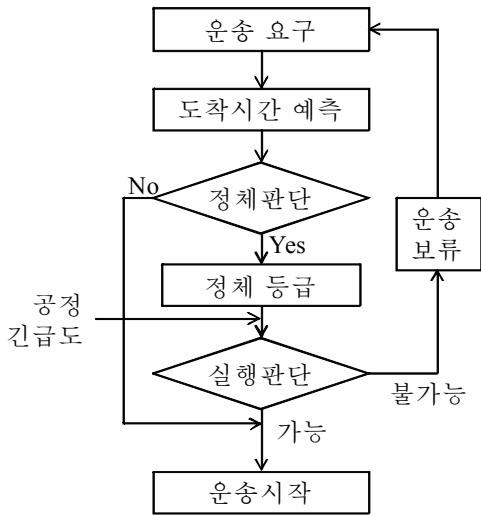 운송 요구
도착시간 예측
No
정체판단
Yes
운송
보류
정체 등급
공정
긴급도
실행판단
불가능
가능
운송시작